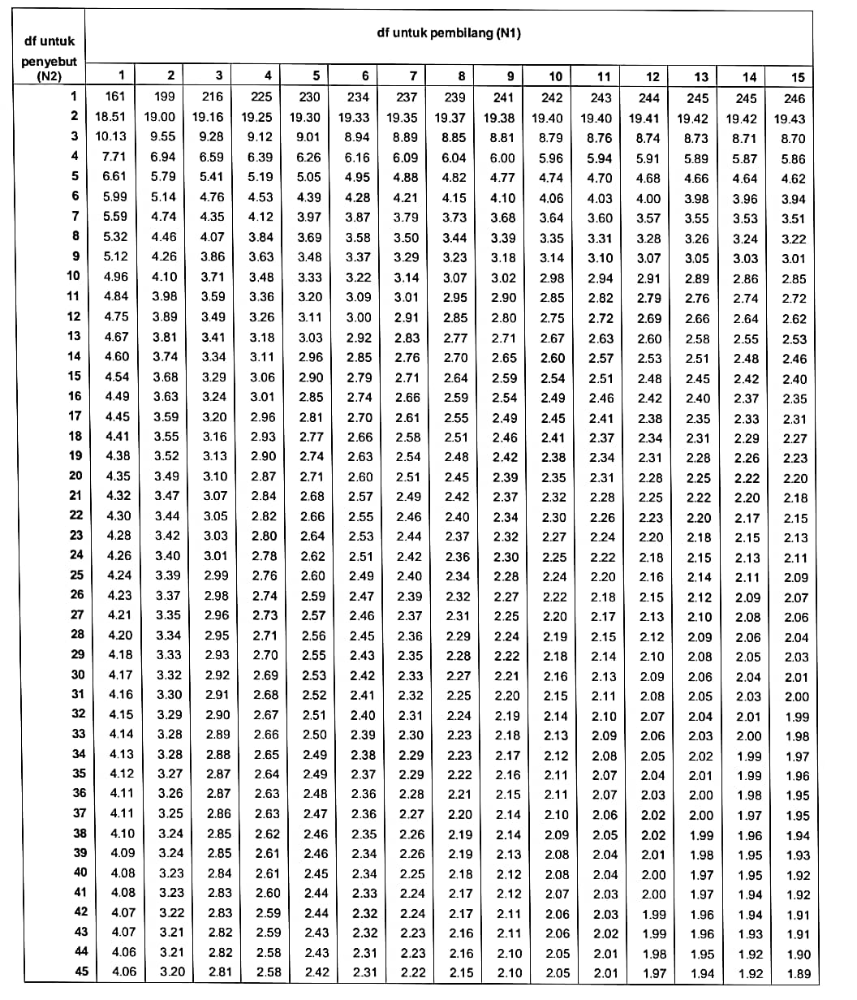 df untuk pembilang (N1)
df untuk
penyebut
(N2)
1 2 3 4 5 6 7 8 9 10 11 12 13 14 15
1 161 199 216 225 230 234 237 239 241 242 243 244 245 245 246
2 18.51 19.00 19.16 19.25 19.30 19.33 19.35 19.37 19.38 19.40 19.40 19.41 19.42 19.42 19.43
3 10.13 9.55 9.28 9.12 9.01 8.94 8.89 8.85 8.81 8.79 8.76 8.74 8.73 8.71 8.70
4 7.71 6.94 6.59 6.39 6.26 6.16 6.09 6.04 6.00 5.96 5.94 5.91 5.89 5.87 5.86
5 6.61 5.79 5.41 5.19 5.05 4.95 4.88 4.82 4.77 4.74 4.70 4.68 4.66 4.64 4.62
6 5.99 5.14 4.76 4.53 4.39 4.28 4.21 4.15 4.10 4.06 4.03 4.00 3.98 3.96 3.94
7 5.59 4.74 4.35 4.12 3.97 3.87 3.79 3.73 3.68 3.64 3.60 3.57 3.55 3.53 3.51
8 5.32 4.46 4.07 3.84 3.69 3.58 3.50 3.44 3.39 3.35 3.31 3.28 3.26 3.24 3.22
9 5.12 4.26 3.86 3.63 3.48 3.37 3.29 3.23 3.18 3.14 3.10 3.07 3.05 3.03 3.01
10 4.96 4.10 3.71 3.48 3.33 3.22 3.14 3.07 3.02 2.98 2.94 2.91 2.89 2.86 2.85
11 4.84 3.98 3.59 3.36 3.20 3.09 3.01 2.95 2.90 2.85 2.82 2.79 2.76 2.74 2.72
12 4.75 3.89 3.49 3.26 3.11 3.00 2.91 2.85 2.80 2.75 2.72 2.69 2.66 2.64 2.62
13 4.67 3.81 3.41 3.18 3.03 2.92 2.83 2.77 2.71 2.67 2.63 2.60 2.58 2.55 2.53
14 4.60 3.74 3.34 3.11 2.96 2.85 2.76 2.70 2.65 2.60 2.57 2.53 2.51 2.48 2.46
15 4.54 3.68 3.29 3.06 2.90 2.79 2.71 2.64 2.59 2.54 2.51 2.48 2.45 2.42 2.40
16 4.49 3.63 3.24 3.01 2.85 2.74 2.66 2.59 2.54 2.49 2.46 2.42 2.40 2.37 2.35
17 4.45 3.59 3.20 2.96 2.81 2.70 2.61 2.55 2.49 2.45 2.41 2.38 2.35 2.33 2.31
18 4.41 3.55 3.16 2.93 2.77 2.66 2.58 2.51 2.46 2.41 2.37 2.34 2.31 2.29 2.27
19 4.38 3.52 3.13 2.90 2.74 2.63 2.54 2.48 2.42 2.38 2.34 2.31 2.28 2.26 2.23
20 4.35 3.49 3.10 2.87 2.71 2.60 2.51 2.45 2.39 2.35 2.31 2.28 2.25 2.22 2.20
21 4.32 3.47 3.07 2.84 2.68 2.57 2.49 2.42 2.37 2.32 2.28 2.25 2.22 2.20 2.18
22 4.30 3.44 3.05 2.82 2.66 2.55 2.46 2.40 2.34 2.30 2.26 2.23 2.20 2.17 2.15
23 4.28 3.42 3.03 2.80 2.64 2.53 2.44 2.37 2.32 2.27 2.24 2.20 2.18 2.15 2.13
24 4.26 3.40 3.01 2.78 2.62 2.51 2.42 2.36 2.30 2.25 2.22 2.18 2.15 2.13 2.11
25 4.24 3.39 2.99 2.76 2.60 2.49 2.40 2.34 2.28 2.24 2.20 2.16 2.14 2.11 2.09
26 4.23 3.37 2.98 2.74 2.59 2.47 2.39 2.32 2.27 2.22 2.18 2.15 2.12 2.09 2.07
27 4.21 3.35 2.96 2.73 2.57 2.46 2.37 2.31 2.25 2.20 2.17 2.13 2.10 2.08 2.06
28 4.20 3.34 2.95 2.71 2.56 2.45 2.36 2.29 2.24 2.19 2.15 2.12 2.09 2.06 2.04
29 4.18 3.33 2.93 2.70 2.55 2.43 2.35 2.28 2.22 2.18 2.14 2.10 2.08 2.05 2.03
30 4.17 3.32 2.92 2.69 2.53 2.42 2.33 2.27 2.21 2.16 2.13 2.09 2.06 2.04 2.01
31 4.16 3.30 2.91 2.68 2.52 2.41 2.32 2.25 2.20 2.15 2.11 2.08 2.05 2.03 2.00
32 4.15 3.29 2.90 2.67 2.51 2.40 2.31 2.24 2.19 2.14 2.10 2.07 2.04 2.01 1.99
33 4.14 3.28 2.89 2.66 2.50 2.39 2.30 2.23 2.18 2.13 2.09 2.06 2.03 2.00 1.98
34 4.13 3.28 2.88 2.65 2.49 2.38 2.29 2.23 2.17 2.12 2.08 2.05 2.02 1.99 1.97
35 4.12 3.27 2.87 2.64 2.49 2.37 2.29 2.22 2.16 2.11 2.07 2.04 2.01 1.99 1.96
36 4.11 3.26 2.87 2.63 2.48 2.36 2.28 2.21 2.15 2.11 2.07 2.03 2.00 1.98 1.95
37 4.11 3.25 2.86 2.63 2.47 2.36 2.27 2.20 2.14 2.10 2.06 2.02 2.00 1.97 1.95
38 4.10 3.24 2.85 2.62 2.46 2.35 2.26 2.19 2.14 2.09 2.05 2.02 1.99 1.96 1.94
39 4.09 3.24 2.85 2.61 2.46 2.34 2.26 2.19 2.13 2.08 2.04 2.01 1.98 1.95 1.93
40 4.08 3.23 2.84 2.61 2.45 2.34 2.25 2.18 2.12 2.08 2.04 2.00 1.97 1.95 1.92
41 4.08 3.23 2.83 2.60 2.44 2.33 2.24 2.17 2.12 2.07 2.03 2.00 1.97 1.94 1.92
42 4.07 3.22 2.83 2.59 2.44 2.32 2.24 2.17 2.11 2.06 2.03 1.99 1.96 1.94 1.91
43 4.07 3.21 2.82 2.59 2.43 2.32 2.23 2.16 2.11 2.06 2.02 1.99 1.96 1.93 1.91
44 4.06 3.21 2.82 2.58 2.43 2.31 2.23 2.16 2.10 2.05 2.01 1.98 1.95 1.92 1.90
45 4.06 3.20 2.81 2.58 2.42 2.31 2.22 2.15 2.10 2.05 2.01 1.97 1.94 1.92 1.89